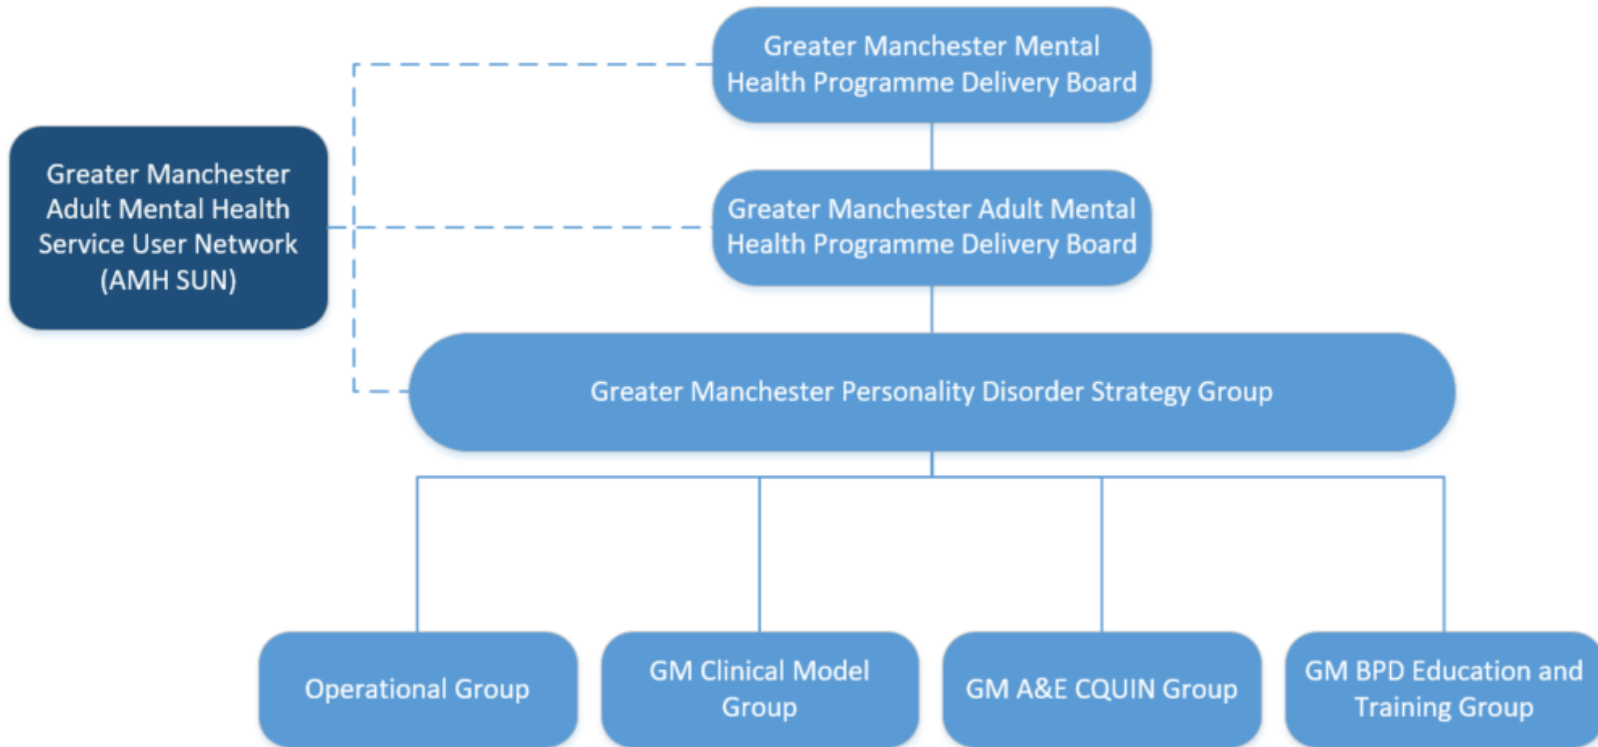 Greater Manchester Mental
Health Programme Delivery Board
Greater Manchester
Adult Mental Health
Service User Network
(AMH SUN)
Greater Manchester Adult Mental
Health Programme Delivery Board
Greater Manchester Personality Disorder Strategy Group
Operational Group
GM Clinical Model
Group
GM A&E CQUIN Group
GM BPD Education and
Training Group